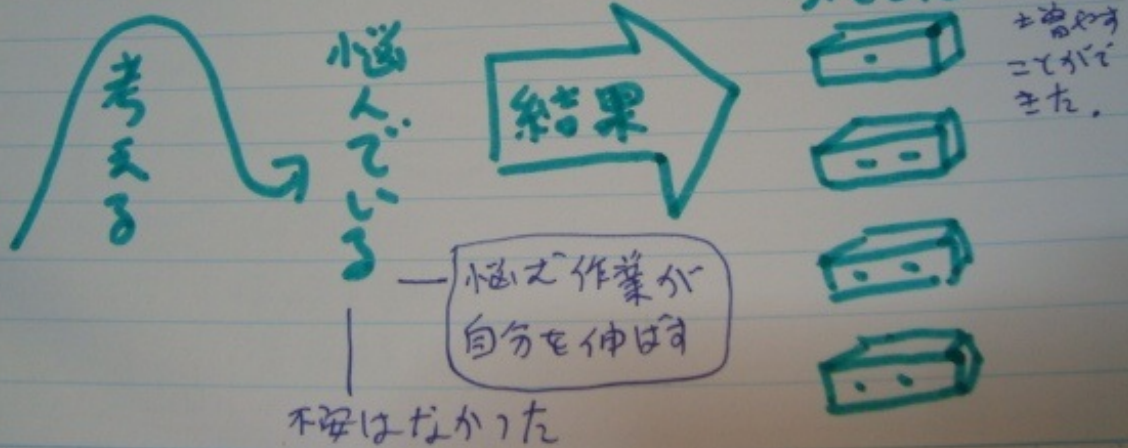 考える
悩んでいる
結果
増やす
ことがで
きた。
悩む作業が
自分を伸ばす
不安はなかった